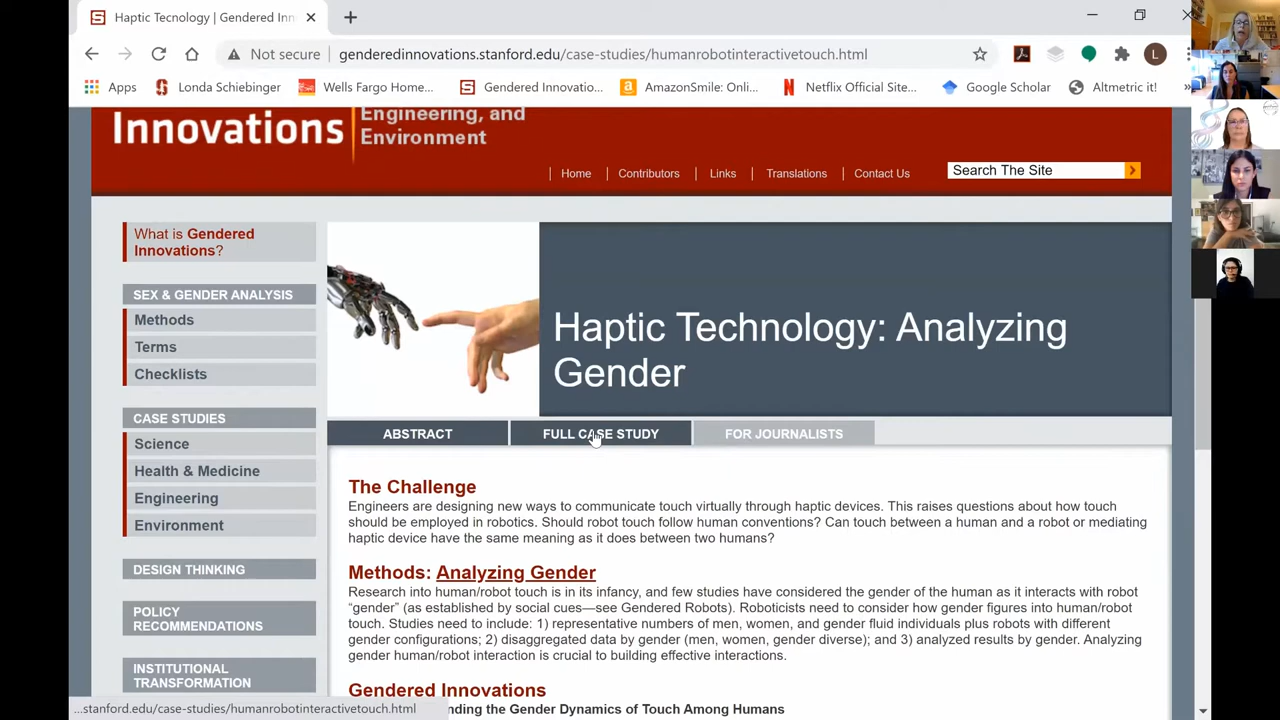 Haptic Tecnology | Gendered Inn
Not secure
genderedinnovations.stanford.edu/case-studies/humanrobotinteractivetouch.html
L
Apps
Londa Schiebinger
Wells Fargo Home...
Gendered Innovatio...
AmazonSmile: Onli...
Netflix Official Site...
Google Scholar
Altmetric it!
»
Innovations
Engineering, and
Environment
Home
Contributors
Links
Translations
Contact Us
Search The Site
What is Gendered
Innovations?
SEX & GENDER ANALYSIS
Methods
Terms
Checklists
CASE STUDIES
Science
Health & Medicine
Engineering
Environment
DESIGN THINKING
POLICY
RECOMMENDATIONS
INSTITUTIONAL
TRANSFORMATION
Haptic Technology: Analyzing
Gender
ABSTRACT
FULL CASE STUDY
FOR JOURNALISTS
The Challenge
Engineers are designing new ways to communicate touch virtually through haptic devices. This raises questions about how touch
should be employed in robotics. Should robot touch follow human conventions? Can touch between a human and a robot or mediating
haptic device have the same meaning as it does between two humans?
Methods: Analyzing Gender
Research into human/robot touch is in its infancy, and few studies have considered the gender of the human as it interacts with robot
“gender” (as established by social cues—see Gendered Robots). Roboticists need to consider how gender figures into human/robot
touch. Studies need to include: 1) representative numbers of men, women, and gender fluid individuals plus robots with different
gender configurations; 2) disaggregated data by gender (men, women, gender diverse); and 3) analyzed results by gender. Analyzing
gender human/robot interaction is crucial to building effective interactions.
Gendered Innovations
nding the Gender Dynamics of Touch Among Humans
...stanford.edu/case-studies/humanrobotinteractivetouch.html